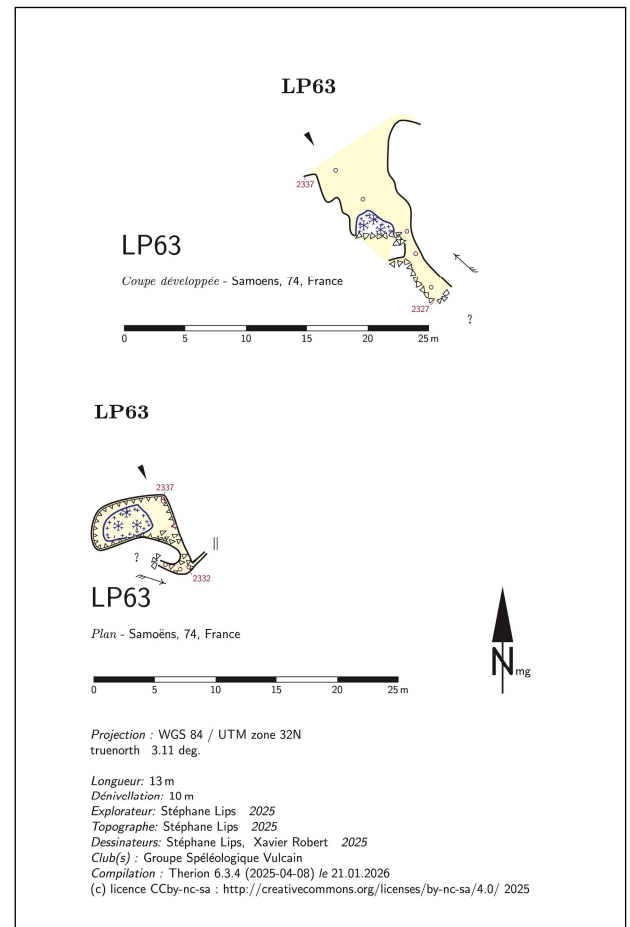 LP63
2337
LP63
Coupe développée - Samoëns, 74, France
2327
?
0 5 10 15 20 25 m
LP63
2337
?
2332
LP63
Plan - Samoëns, 74, France
N mg
0 5 10 15 20 25 m
Projection : WGS 84 / UTM zone 32N
truenorth 3.11 deg.
Longueur: 13 m
Dénivellation: 10 m
Explorateur: Stéphane Lips 2025
Topographe: Stéphane Lips 2025
Dessinateurs: Stéphane Lips, Xavier Robert 2025
Club(s) : Groupe Spéléologique Vulcain
Compilation : Therion 6.3.4 (2025-04-08) le 21.01.2026
(c) licence CCby-nc-sa : http://creativecommons.org/licenses/by-nc-sa/4.0/ 2025